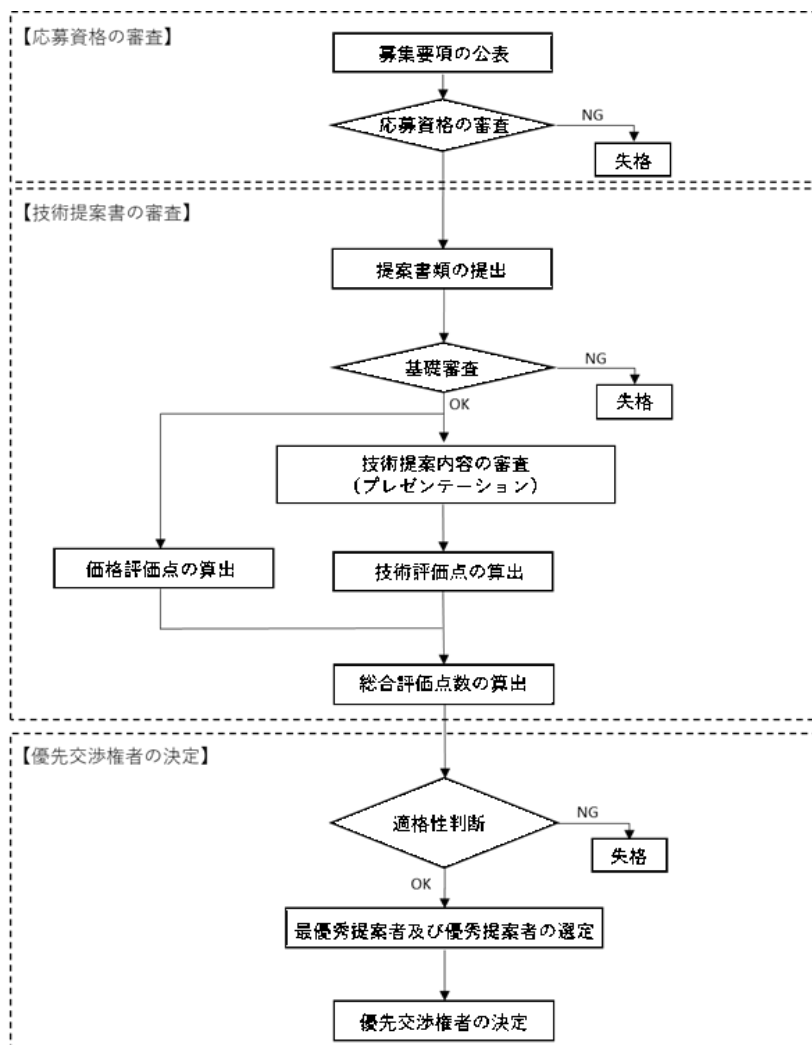 【応募資格の審査】
募集要項の公表
応募資格の審査
NG
失格
【技術提案書の審査】
提案書類の提出
基礎審査
NG
失格
OK
技術提案内容の審査
（プレゼンテーション）
価格評価点の算出
技術評価点の算出
総合評価点数の算出
【優先交渉権者の決定】
適格性判断
NG
失格
OK
最優秀提案者及び優秀提案者の選定
優先交渉権者の決定